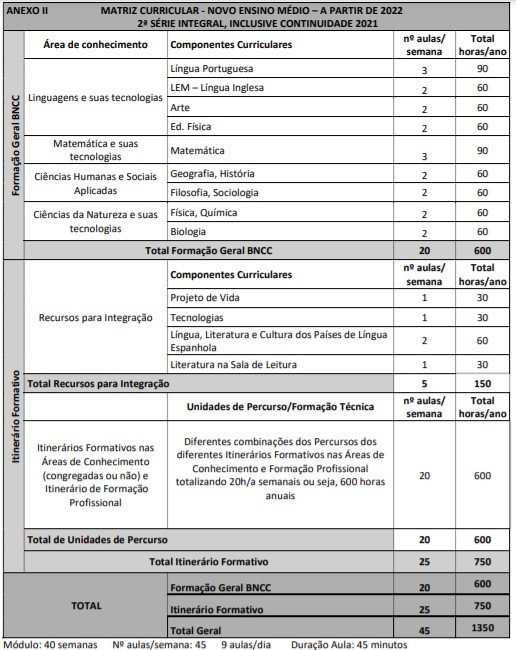 ANEXO II MATRIZ CURRICULAR - NOVO ENSINO MÉDIO – A PARTIR DE 2022
2ª SÉRIE INTEGRAL, INCLUSIVE CONTINUIDADE 2021
Formação Geral BNCC
Área de conhecimento Componentes Curriculares nº aulas/ semana Total horas/ano
Linguagens e suas tecnologias
Língua Portuguesa 3 90
LEM – Língua Inglesa 2 60
Arte 2 60
Ed. Física 2 60
Matemática e suas
tecnologias
Matemática 3 90
Ciências Humanas e Sociais
Aplicadas
Geografia, História 2 60
Filosofia, Sociologia 2 60
Ciências da Natureza e suas
tecnologias
Física, Química 2 60
Biologia 2 60
Total Formação Geral BNCC 20 600
Itinerário Formativo
Componentes Curriculares nº aulas/ semana Total horas/ano
Recursos para Integração
Projeto de Vida 1 30
Tecnologias 1 30
Língua, Literatura e Cultura dos Países de Língua
Espanhola 2 60
Literatura na Sala de Leitura 1 30
Total Recursos para Integração 5 150
Unidades de Percurso/Formação Técnica nº aulas/ semana Total horas/ano
Itinerários Formativos nas
Áreas de Conhecimento
(congregadas ou não) e
Itinerário de Formação
Profissional
Diferentes combinações dos Percursos dos
diferentes Itinerários Formativos nas Áreas de
Conhecimento e Formação Profissional
totalizando 20h/a semanais ou seja, 600 horas
anuais
20 600
Total de Unidades de Percurso 20 600
Total Itinerário Formativo 25 750
TOTAL
Formação Geral BNCC 20 600
Itinerário Formativo 25 750
Total Geral 45 1350
Módulo: 40 semanas Nº aulas/semana: 45 9 aulas/dia Duração Aula: 45 minutos